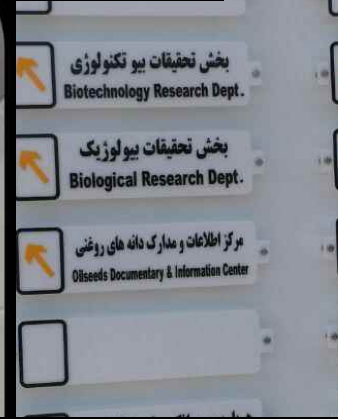 بخش تحقیقات بیو تکنولوژی
Biotechnology Research Dept.
بخش تحقیقات بیولوژیک
Biological Research Dept.
مرکز اطلاعات و مدارک دانه های روغنی
Oilseeds Documentary & Information Center